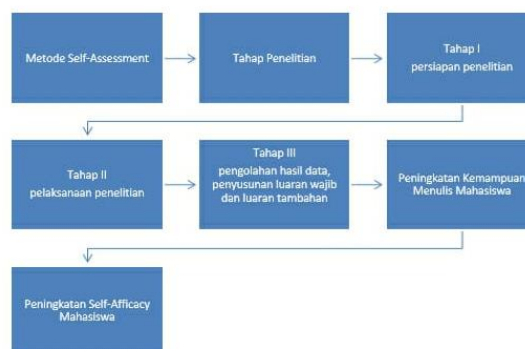 Metode Self-Assessment
Tahap Penelitian
Tahap I
persiapan penelitian
Tahap II
pelaksanaan penelitian
Tahap III
pengolahan hasil data,
penyusunan luaran wajib
dan luaran tambahan
Peningkatan Kemampuan
Menulis Mahasiswa
Peningkatan Self-Afficacy
Mahasiswa